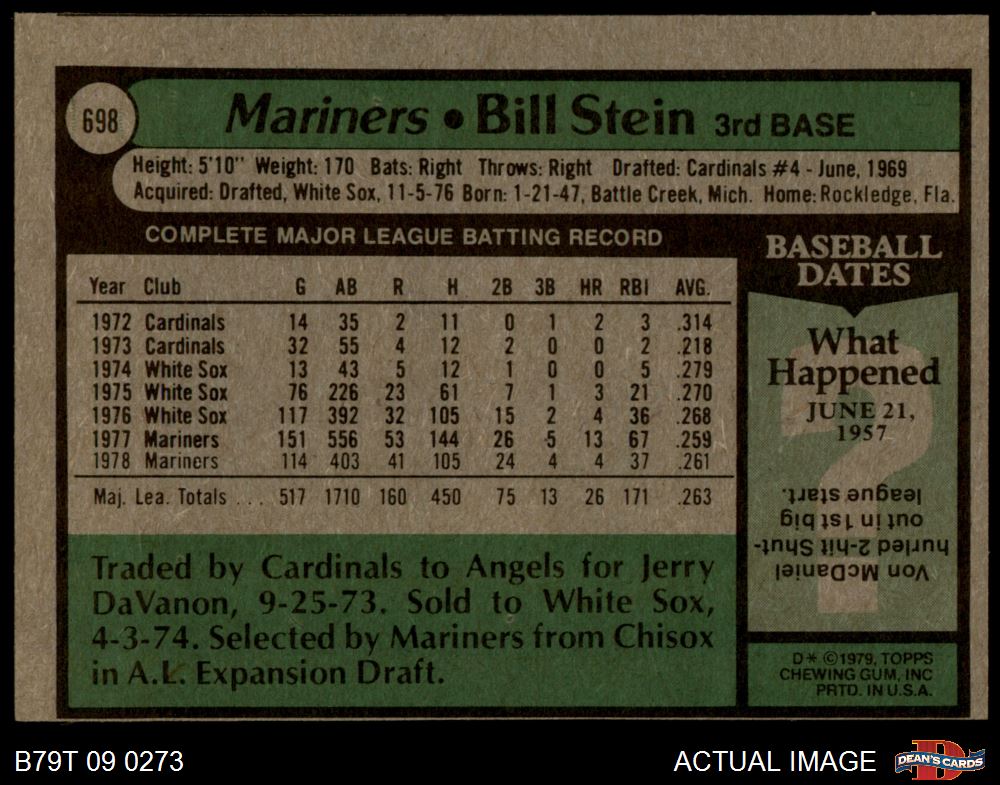 698
Mariners • Bill Stein 3rd BASE
Height: 5'10" Weight: 170 Bats: Right Throws: Right Drafted: Cardinals #4 - June, 1969
Acquired: Drafted, White Sox, 11-5-76 Born: 1-21-47, Battle Creek, Mich. Home: Rockledge, Fla.
COMPLETE MAJOR LEAGUE BATTING RECORD
Year Club G AB R H 2B 3B HR RBI AVG.
1972 Cardinals 14 35 2 11 0 1 2 3 .314
1973 Cardinals 32 55 4 12 2 0 0 2 .218
1974 White Sox 13 43 5 12 1 0 0 5 .279
1975 White Sox 76 226 23 61 7 1 3 21 .270
1976 White Sox 117 392 32 105 15 2 4 36 .268
1977 Mariners 151 556 53 144 26 5 13 67 .259
1978 Mariners 114 403 41 105 24 4 4 37 .261
Maj. Lea. Totals ... 517 1710 160 450 75 13 26 171 .263
Traded by Cardinals to Angels for Jerry
DaVanon, 9-25-73. Sold to White Sox,
4-3-74. Selected by Mariners from Chisox
in A.L. Expansion Draft.
BASEBALL
DATES
What
Happened
JUNE 21,
1957
Von McDaniel
hurled 2-hit Shut-
out in 1st big
league start.
D* ©1979, TOPPS
CHEWING GUM, INC
PRTD. IN U.S.A.
B79T 09 0273
ACTUAL IMAGE
DEAN'S CARDS